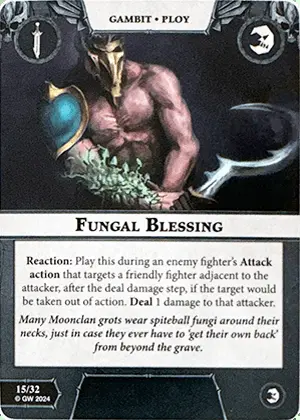 GAMBIT • PLOY
FUNGAL BLESSING
Reaction: Play this during an enemy fighter's Attack
action that targets a friendly fighter adjacent to the
attacker, after the deal damage step, if the target would
be taken out of action. Deal 1 damage to that attacker.
Many Moonclan grots wear spiteball fungi around their
necks, just in case they ever have to 'get their own back'
from beyond the grave.
15/32
© GW 2024